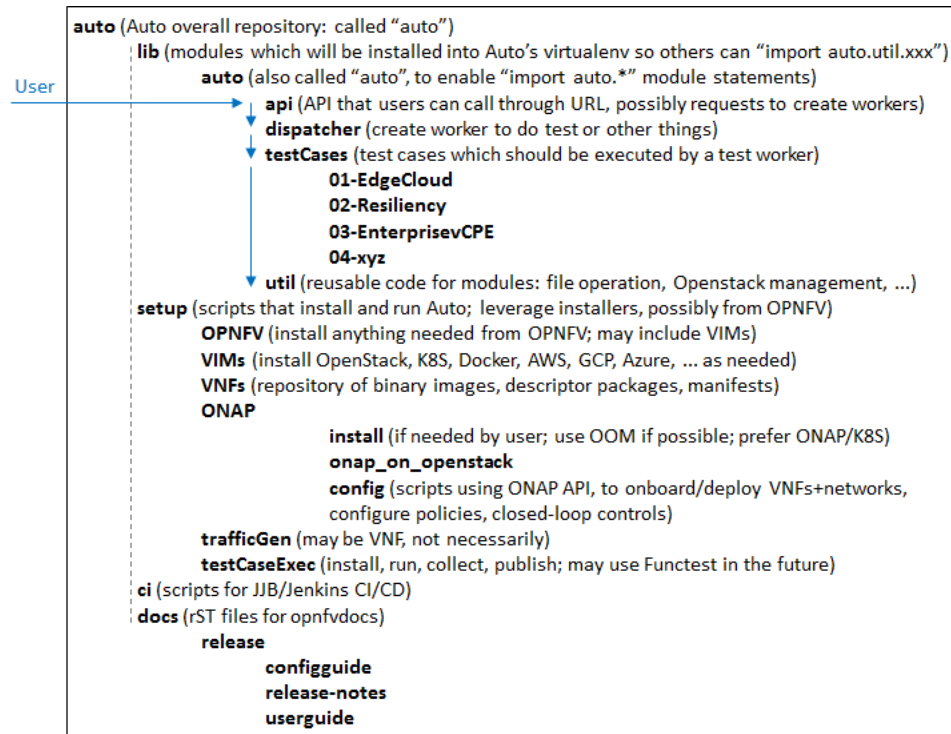 auto (Auto overall repository: called “auto”)
lib (modules which will be installed into Auto’s virtualenv so others can “import auto.util.xxx”)
auto (also called “auto”, to enable “import auto.*” module statements)
User
api (API that users can call through URL, possibly requests to create workers)
dispatcher (create worker to do test or other things)
testCases (test cases which should be executed by a test worker)
01-EdgeCloud
02-Resiliency
03-EnterprisevCPE
04-xyz
util (reusable code for modules: file operation, Openstack management, ...)
setup (scripts that install and run Auto; leverage installers, possibly from OPNFV)
OPNFV (install anything needed from OPNFV; may include VIMs)
VIMs (install OpenStack, K8S, Docker, AWS, GCP, Azure, ... as needed)
VNFs (repository of binary images, descriptor packages, manifests)
ONAP
install (if needed by user; use OOM if possible; prefer ONAP/K8S)
onap_on_openstack
config (scripts using ONAP API, to onboard/deploy VNFs+networks,
configure policies, closed-loop controls)
trafficGen (may be VNF, not necessarily)
testCaseExec (install, run, collect, publish; may use Functest in the future)
ci (scripts for JJB/Jenkins CI/CD)
docs (rST files for opnfvdocs)
release
configguide
release-notes
userguide